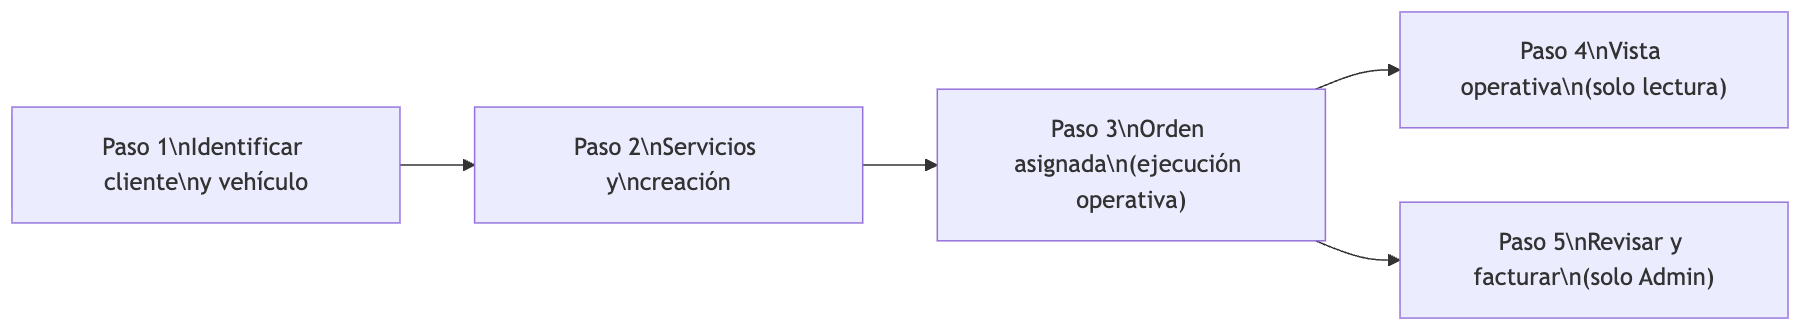 Paso 1\nIdentificar
cliente\ny vehículo
Paso 2\nServicios
y\ncreación
Paso 3\nOrden
asignada\n(ejecución
operativa)
Paso 4\nVista
operativa\n(solo lectura)
Paso 5\nRevisar y
facturar\n(solo Admin)